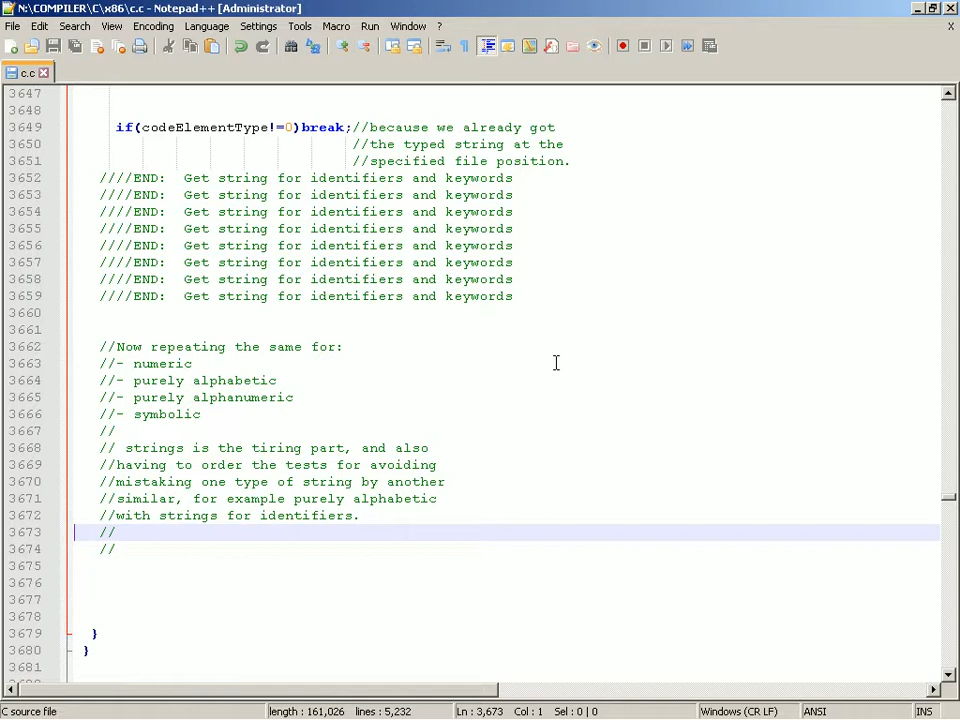 N:\COMPILER\C\x86\c.c - Notepad++ [Administrator]
File Edit Search View Encoding Language Settings Tools Macro Run Window ? X
c.c
3647
3648
3649 if(codeElementType!=0)break;//because we already got
3650 //the typed string at the
3651 //specified file position.
3652 ////END:  Get string for identifiers and keywords
3653 ////END:  Get string for identifiers and keywords
3654 ////END:  Get string for identifiers and keywords
3655 ////END:  Get string for identifiers and keywords
3656 ////END:  Get string for identifiers and keywords
3657 ////END:  Get string for identifiers and keywords
3658 ////END:  Get string for identifiers and keywords
3659 ////END:  Get string for identifiers and keywords
3660
3661
3662 //Now repeating the same for:
3663 //- numeric
3664 //- purely alphabetic
3665 //- purely alphanumeric
3666 //- symbolic
3667 //
3668 // strings is the tiring part, and also
3669 //having to order the tests for avoiding
3670 //mistaking one type of string by another
3671 //similar, for example purely alphabetic
3672 //with strings for identifiers.
3673 //
3674 //
3675
3676
3677
3678
3679 }
3680 }
3681
C source file length : 161,026 lines : 5,232 Ln : 3,673 Col : 1 Sel : 0 | 0 Windows (CR LF) ANSI INS